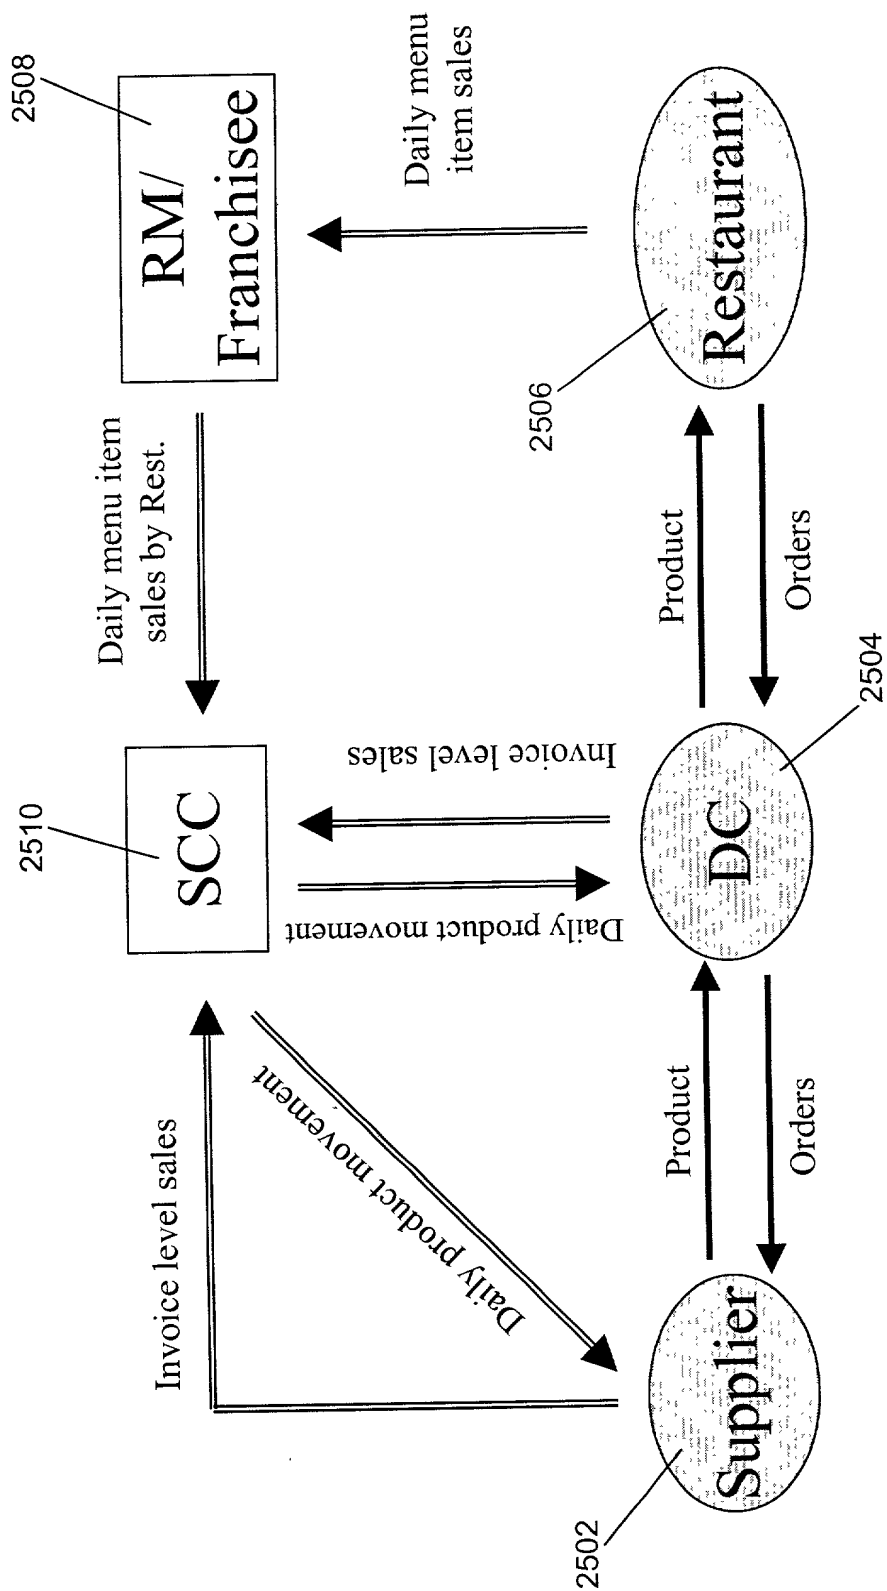 2510
2508
SCC
Daily menu item
sales by Rest.
RM/
Franchisee
Invoice level sales
Daily product movement
Daily product movement
Invoice level sales
Daily menu
item sales
2502
Supplier
Product
Orders
DC
2504
Product
Orders
2506
Restaurant